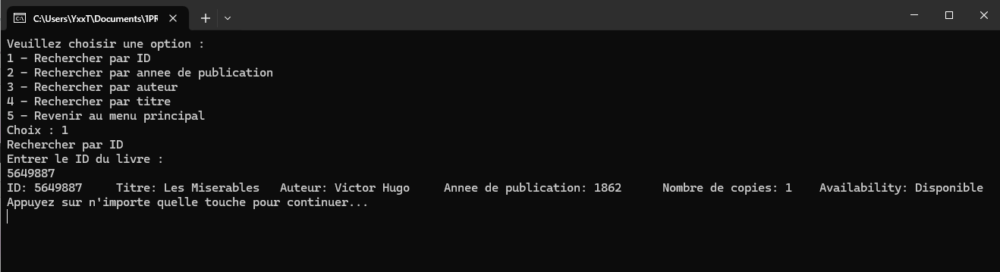 C:\Users\YxxT\Documents\1PR
Veuillez choisir une option :
1 - Rechercher par ID
2 - Rechercher par annee de publication
3 - Rechercher par auteur
4 - Rechercher par titre
5 - Revenir au menu principal
Choix : 1
Rechercher par ID
Entrer le ID du livre :
5649887
ID: 5649887 Titre: Les Miserables Auteur: Victor Hugo Annee de publication: 1862 Nombre de copies: 1 Availability: Disponible
Appuyez sur n'importe quelle touche pour continuer...